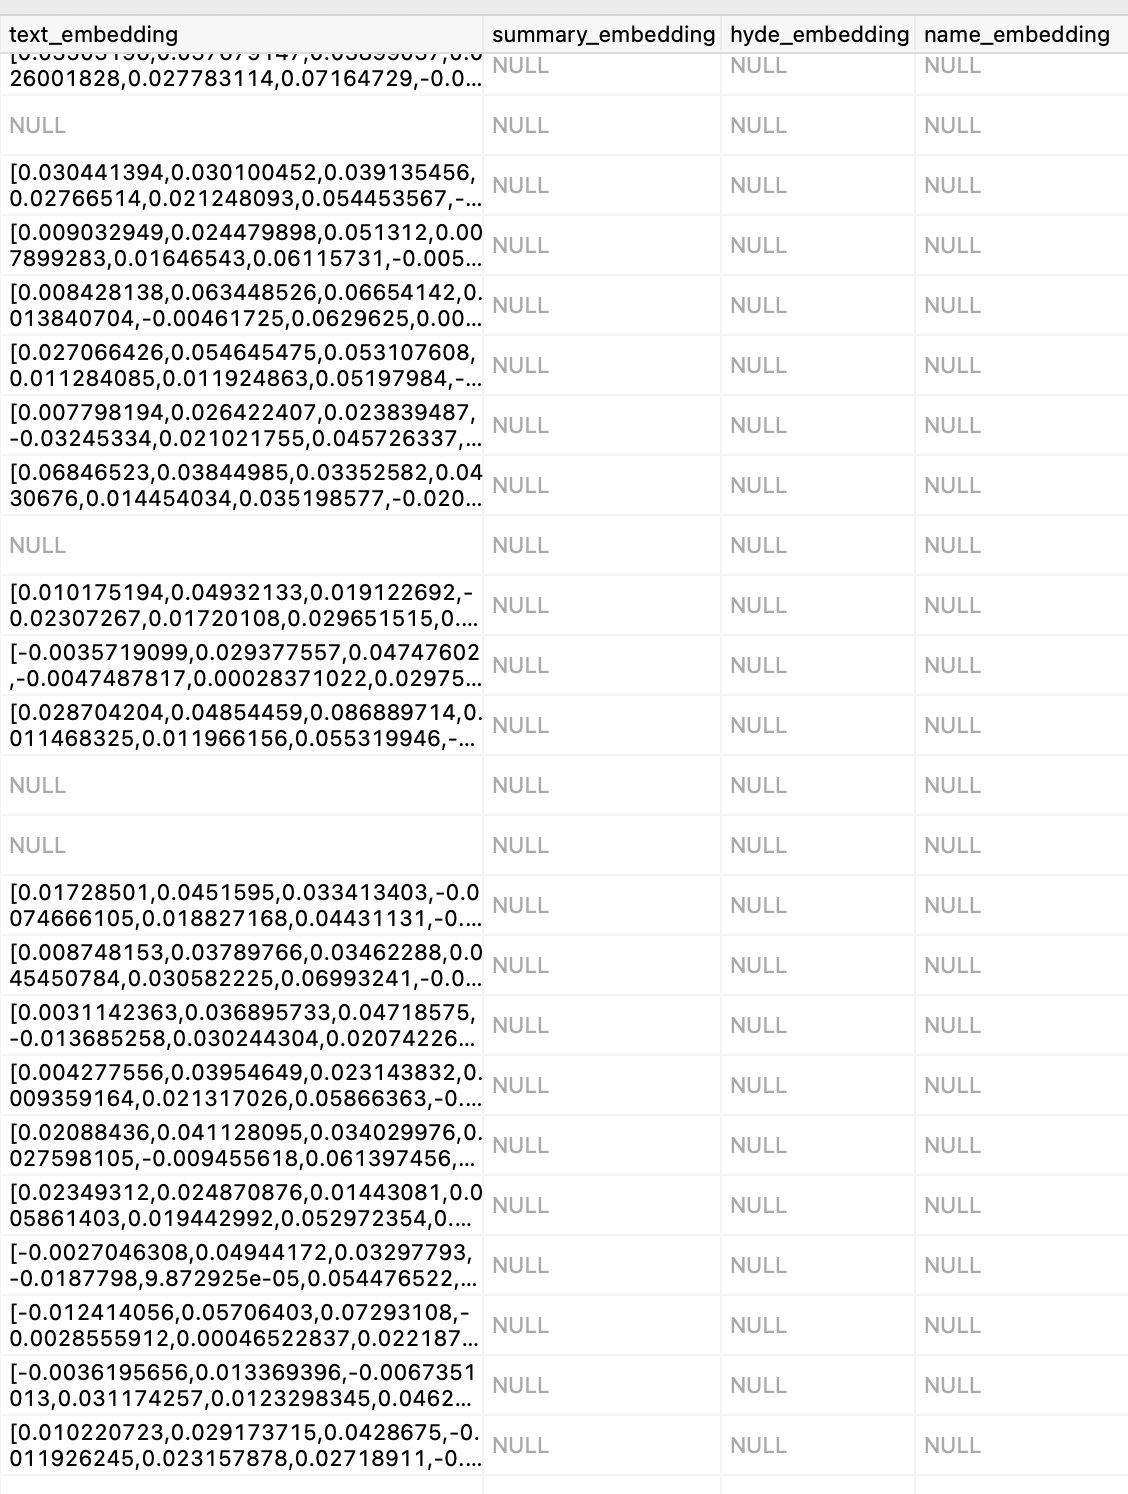 text_embedding summary_embedding hyde_embedding name_embedding
NULL NULL NULL
26001828,0.027783114,0.07164729,-0.0...
NULL NULL NULL NULL
[0.030441394,0.030100452,0.039135456,
0.02766514,0.021248093,0.054453567,-...
NULL NULL NULL
[0.009032949,0.024479898,0.051312,0.00
7899283,0.01646543,0.06115731,-0.005...
NULL NULL NULL
[0.008428138,0.063448526,0.06654142,0.
013840704,-0.00461725,0.0629625,0.00...
NULL NULL NULL
[0.027066426,0.054645475,0.053107608,
0.011284085,0.011924863,0.05197984,-...
NULL NULL NULL
[0.007798194,0.026422407,0.023839487,
-0.03245334,0.021021755,0.045726337,...
NULL NULL NULL
[0.06846523,0.03844985,0.03352582,0.04
30676,0.014454034,0.035198577,-0.020...
NULL NULL NULL
NULL NULL NULL NULL
[0.010175194,0.04932133,0.019122692,-
0.02307267,0.01720108,0.029651515,0....
NULL NULL NULL
[-0.0035719099,0.029377557,0.04747602
,-0.0047487817,0.00028371022,0.02975...
NULL NULL NULL
[0.028704204,0.04854459,0.086889714,0.
011468325,0.011966156,0.055319946,-...
NULL NULL NULL
NULL NULL NULL NULL
NULL NULL NULL NULL
[0.01728501,0.0451595,0.033413403,-0.0
074666105,0.018827168,0.04431131,-0....
NULL NULL NULL
[0.008748153,0.03789766,0.03462288,0.0
45450784,0.030582225,0.06993241,-0.0...
NULL NULL NULL
[0.0031142363,0.036895733,0.04718575,
-0.013685258,0.030244304,0.02074226...
NULL NULL NULL
[0.004277556,0.03954649,0.023143832,0.
009359164,0.021317026,0.05866363,-0....
NULL NULL NULL
[0.02088436,0.041128095,0.034029976,0.
027598105,-0.009455618,0.061397456,...
NULL NULL NULL
[0.02349312,0.024870876,0.01443081,0.0
05861403,0.019442992,0.052972354,0....
NULL NULL NULL
[-0.0027046308,0.04944172,0.03297793,
-0.0187798,9.872925e-05,0.054476522,...
NULL NULL NULL
[-0.012414056,0.05706403,0.07293108,-
0.0028555912,0.00046522837,0.022187...
NULL NULL NULL
[-0.0036195656,0.013369396,-0.0067351
013,0.031174257,0.0123298345,0.0462...
NULL NULL NULL
[0.010220723,0.029173715,0.0428675,-0.
011926245,0.023157878,0.02718911,-0....
NULL NULL NULL